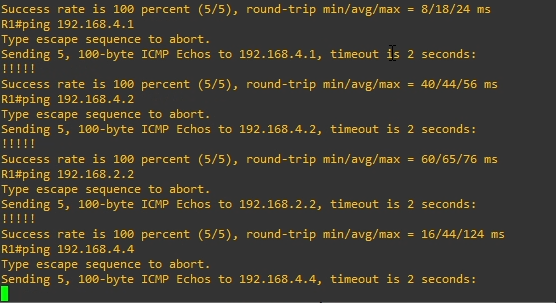 Success rate is 100 percent (5/5), round-trip min/avg/max = 8/18/24 ms
R1#ping 192.168.4.1
Type escape sequence to abort.
Sending 5, 100-byte ICMP Echos to 192.168.4.1, timeout is 2 seconds:
!!!!!
Success rate is 100 percent (5/5), round-trip min/avg/max = 40/44/56 ms
R1#ping 192.168.4.2
Type escape sequence to abort.
Sending 5, 100-byte ICMP Echos to 192.168.4.2, timeout is 2 seconds:
!!!!!
Success rate is 100 percent (5/5), round-trip min/avg/max = 60/65/76 ms
R1#ping 192.168.2.2
Type escape sequence to abort.
Sending 5, 100-byte ICMP Echos to 192.168.2.2, timeout is 2 seconds:
!!!!!
Success rate is 100 percent (5/5), round-trip min/avg/max = 16/44/124 ms
R1#ping 192.168.4.4
Type escape sequence to abort.
Sending 5, 100-byte ICMP Echos to 192.168.4.4, timeout is 2 seconds: